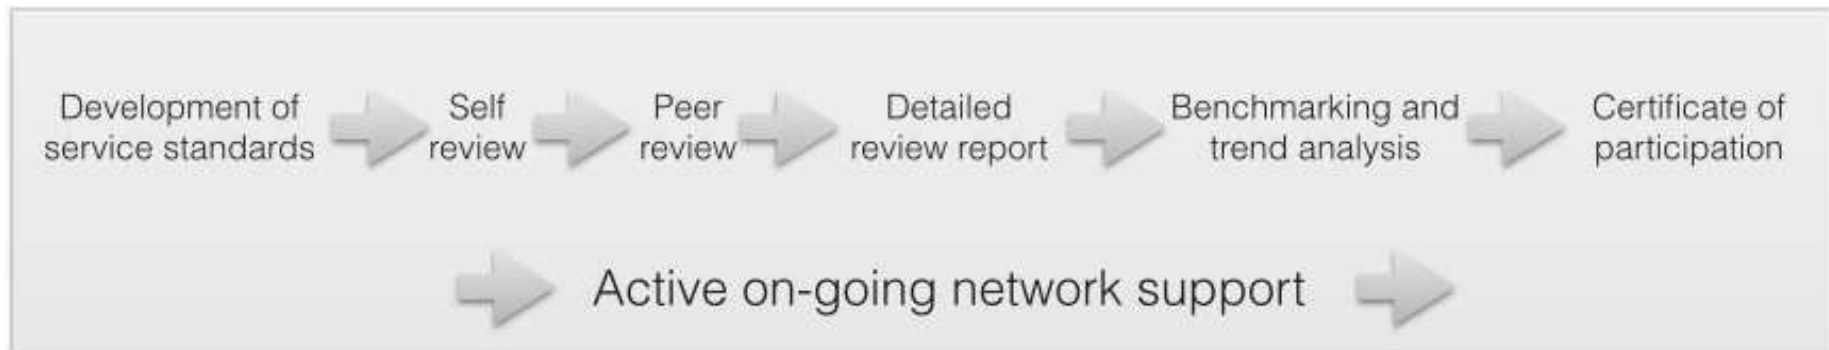 Development of
service standards
Self
review
Peer
review
Detailed
review report
Benchmarking and
trend analysis
Certificate of
participation
Active on-going network support